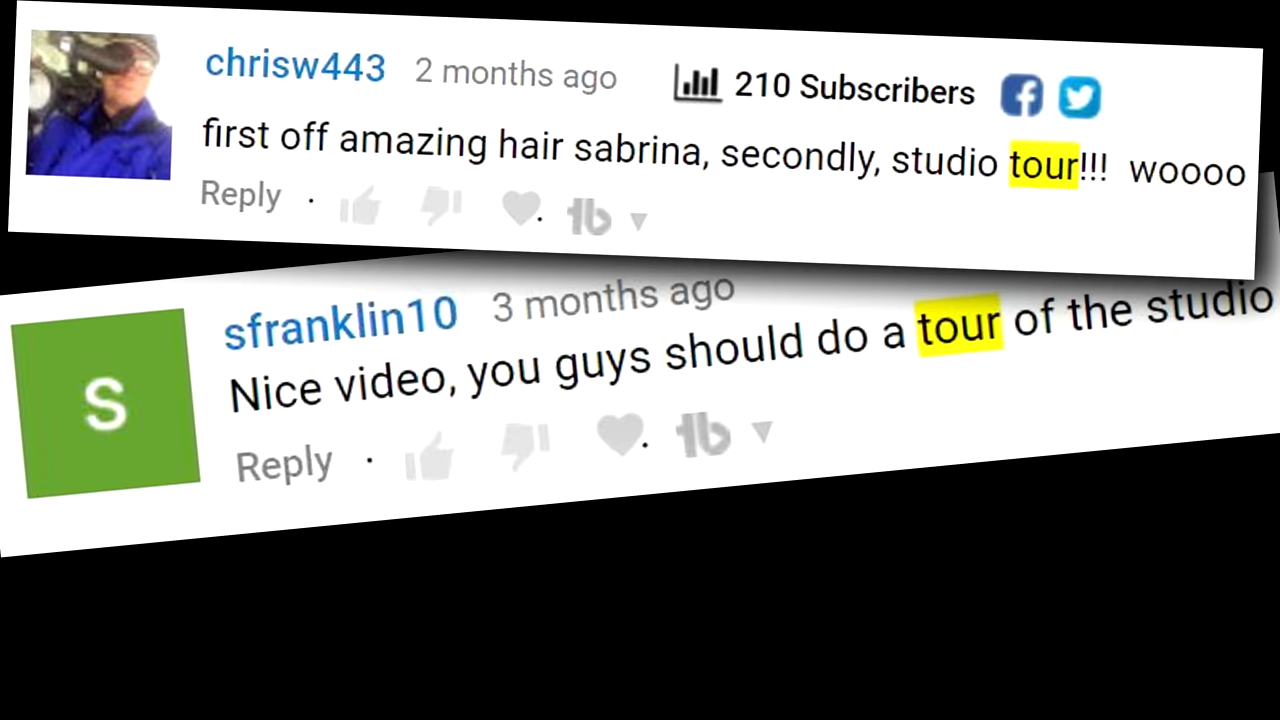 chrisw443 2 months ago 210 Subscribers
first off amazing hair sabrina, secondly, studio tour!!! woooo
Reply ·
S
sfranklin10 3 months ago
Nice video, you guys should do a tour of the studio
Reply ·